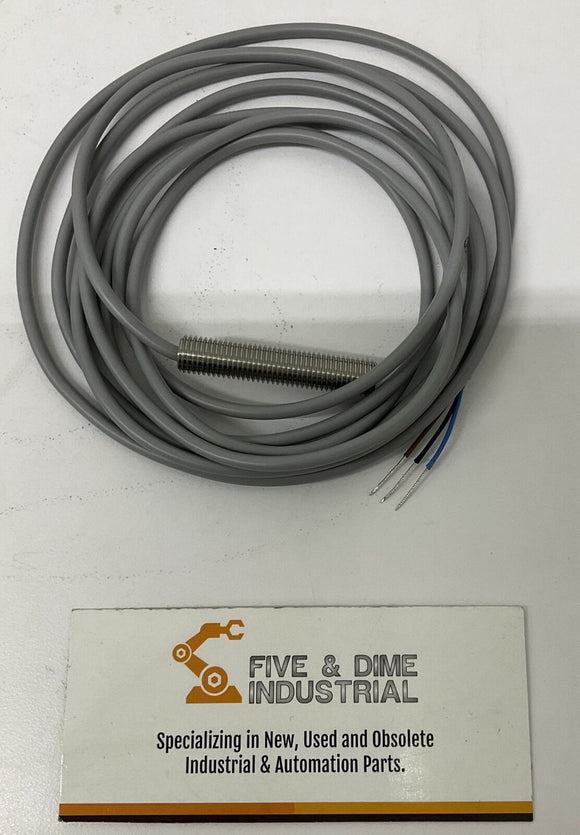 FIVE & DIME
INDUSTRIAL
Specializing in New, Used and Obsolete
Industrial & Automation Parts.